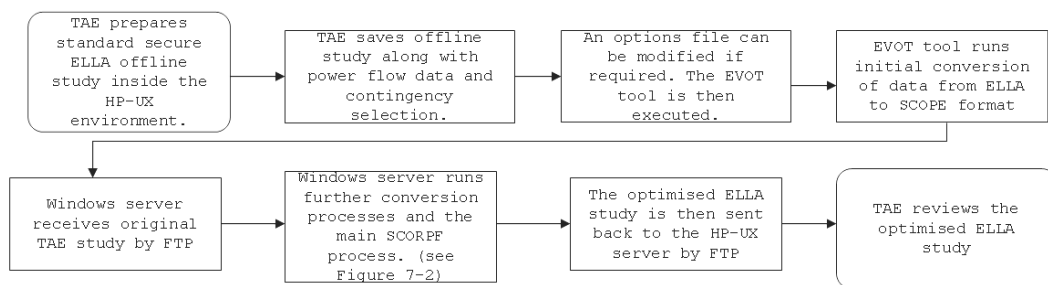 TAE prepares
standard secure
ELLA offline
study inside the
HP-UX
environment.
TAE saves offline
study along with
power flow data and
contingency
selection.
An options file can
be modified if
required. The EVOT
tool is then
executed.
EVOT tool runs
initial conversion
of data from ELLA
to SCOPE format
Windows server
receives original
TAE study by FTP
Windows server runs
further conversion
processes and the
main SCORPF
process. (see
Figure 7-2)
The optimised ELLA
study is then sent
back to the HP-UX
server by FTP
TAE reviews the
optimised ELLA
study